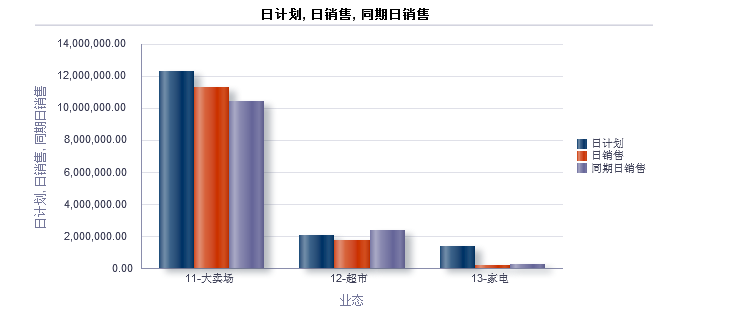 日计划, 日销售, 同期日销售
14,000,000.00
12,000,000.00
10,000,000.00
8,000,000.00
6,000,000.00
4,000,000.00
2,000,000.00
0.00
日计划, 日销售, 同期日销售
11-大卖场
12-超市
13-家电
业态
日计划
日销售
同期日销售